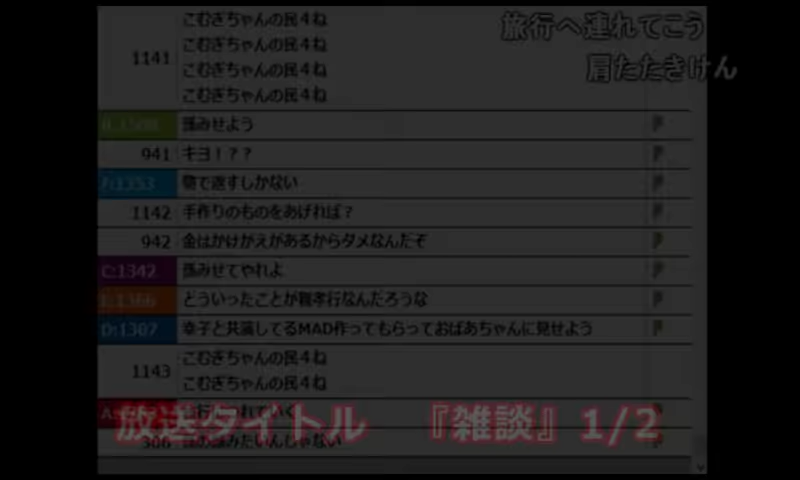 旅行へ連れてこう
肩たたきけん
こむぎちゃんの民4ね
1141 こむぎちゃんの民4ね
こむぎちゃんの民4ね
こむぎちゃんの民4ね
孫みせよう
941 キヨ！？？
物で返すしかない
1142 手作りのものをあげれば？
942 金はかけがえがあるからダメなんだぞ
C:1342 孫みせてやれよ
E:1366 どういったことが親孝行なんだろうな
D:1307 幸子と共演してるMAD作ってもらっておばあちゃんに見せよう
1143 こむぎちゃんの民4ね
こむぎちゃんの民4ね
放送タイトル 『雑談』1/2